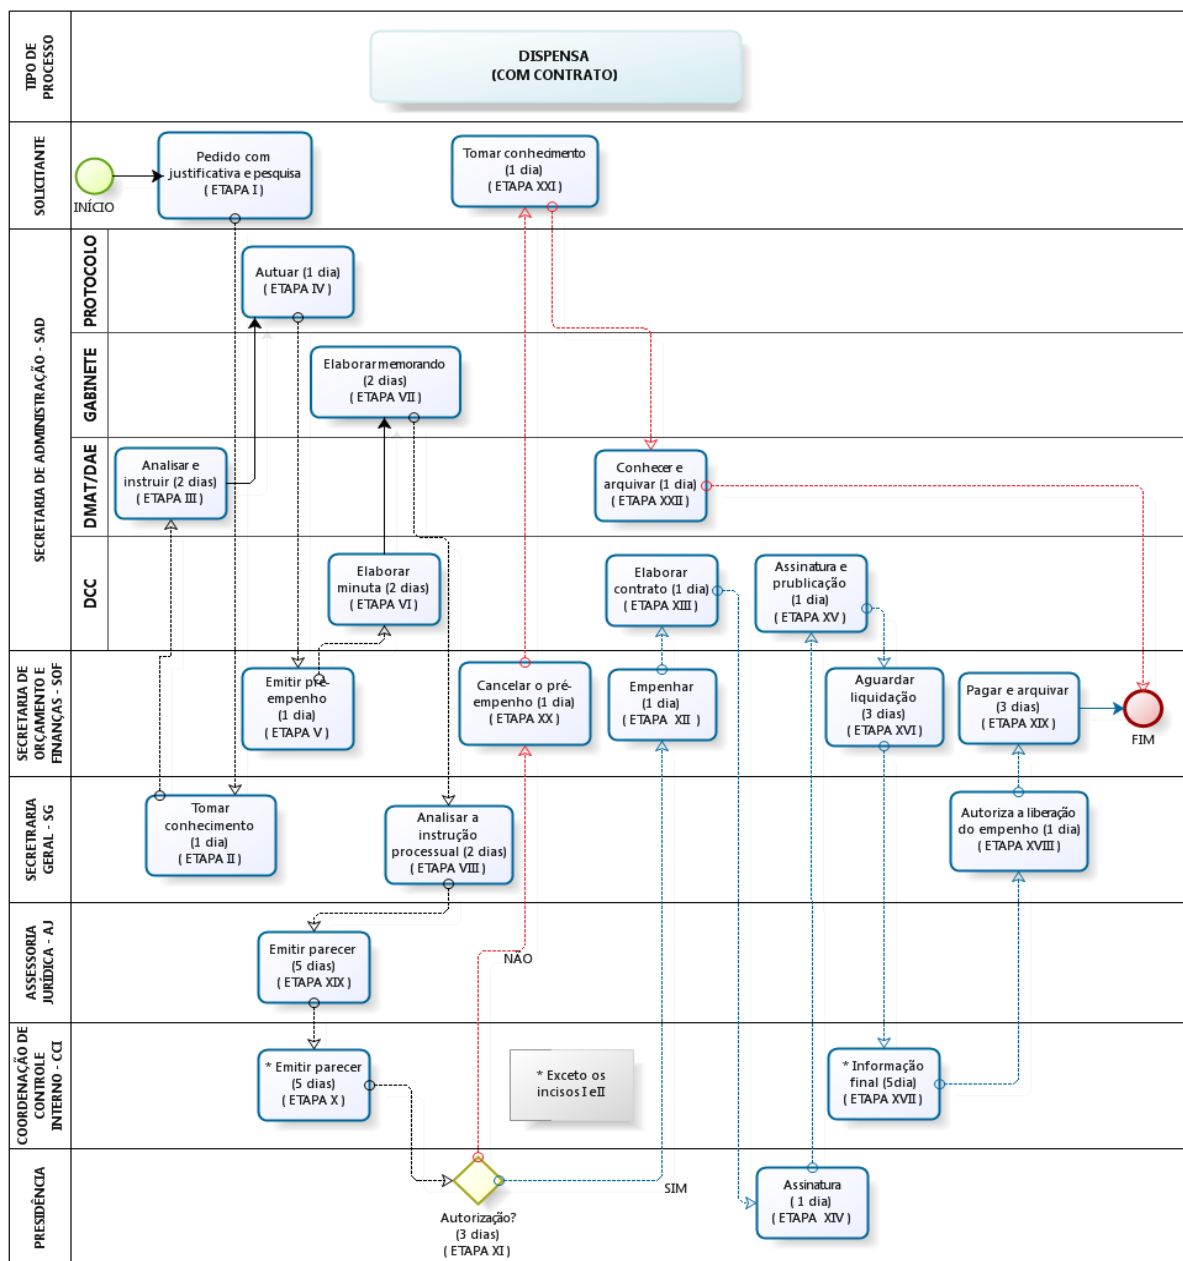 TIPO DE
PROCESSO
DISPENSA
(COM CONTRATO)
SOLICITANTE
INÍCIO
Pedido com
justificativa e pesquisa
( ETAPA I )
Tomar conhecimento
(1 dia)
( ETAPA XXI )
SECRETARIA DE ADMINISTRAÇÃO - SAD
PROTOCOLO
Autuar (1 dia)
( ETAPA IV )
GABINETE
Elaborar memorando
(2 dias)
( ETAPA VII )
DMAT/DAE
Analisar e
instruir (2 dias)
( ETAPA III )
Conhecer e
arquivar (1 dia)
( ETAPA XXII )
DCC
Elaborar
minuta (2 dias)
( ETAPA VI )
Elaborar
contrato (1 dia)
( ETAPA XIII )
Assinatura e
prublicação
(1 dia)
( ETAPA XV )
SECRETARIA DE
ORÇAMENTO E
FINANÇAS - SOF
Emitir pré-
empenho
(1 dia)
( ETAPA V )
Cancelar o pré-
empenho (1 dia)
( ETAPA XX )
Empenhar
(1 dia)
( ETAPA XII )
Aguardar
liquidação
(3 dias)
( ETAPA XVI )
Pagar e arquivar
(3 dias)
( ETAPA XIX )
FIM
SECRETRARIA
GERAL - SG
Tomar
conhecimento
(1 dia)
( ETAPA II )
Analisar a
instrução
processual (2 dias)
( ETAPA VIII )
Autoriza a liberação
do empenho (1 dia)
( ETAPA XVIII )
ASSESSORIA
JURÍDICA - AJ
Emitir parecer
(5 dias)
( ETAPA XIX )
NÃO
COORDENAÇÃO DE
CONTROLE
INTERNO - CCI
* Emitir parecer
(5 dias)
( ETAPA X )
* Exceto os
incisos I e II
* Informação
final (5dia)
( ETAPA XVII )
PRESIDÊNCIA
Autorização?
(3 dias)
( ETAPA XI )
SIM
Assinatura
( 1 dia)
( ETAPA XIV )